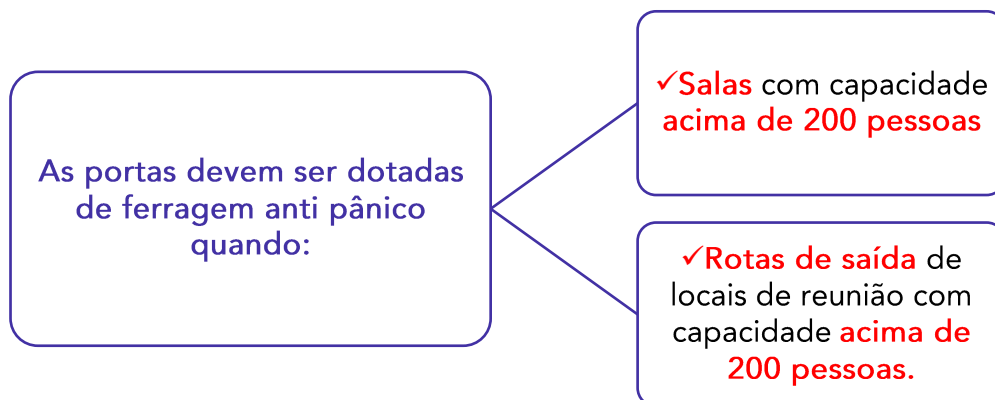 As portas devem ser dotadas
de ferragem anti pânico
quando:
✓Salas com capacidade
acima de 200 pessoas
✓Rotas de saída de
locais de reunião com
capacidade acima de
200 pessoas.